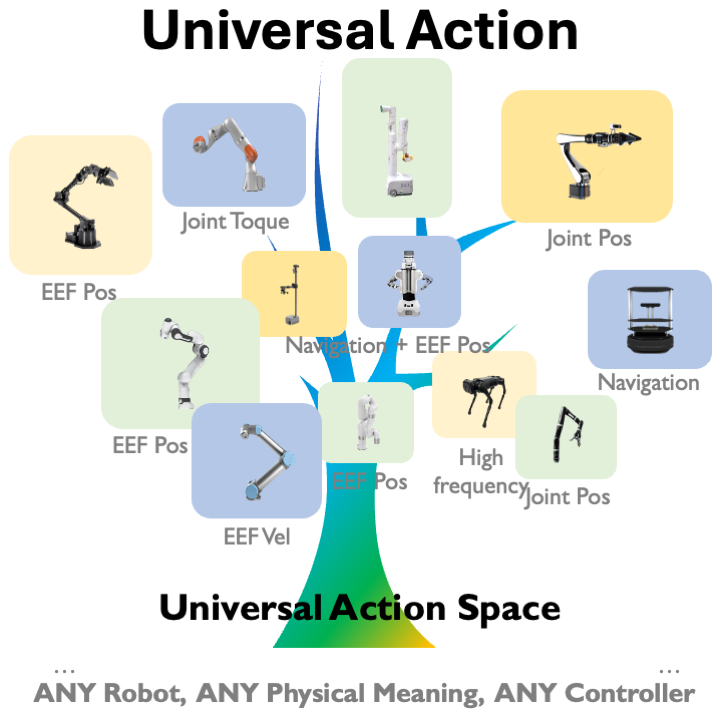 Universal Action
Joint Toque
Joint Pos
EEF Pos
Navigation + EEF Pos
Navigation
EEF Pos
EEF Pos
High
frequency
Joint Pos
EEF Vel
Universal Action Space
... ...
ANY Robot, ANY Physical Meaning, ANY Controller